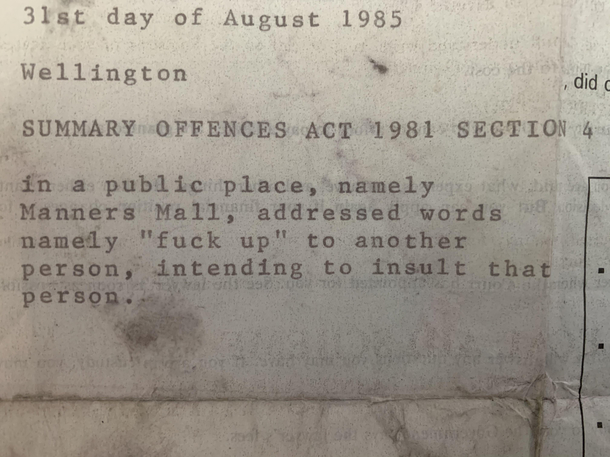 31st day of August 1985
Wellington
, did
SUMMARY OFFENCES ACT 1981 SECTION 4
in a public place, namely
Manners Mall, addressed words
namely "fuck up" to another
person, intending to insult that
person.